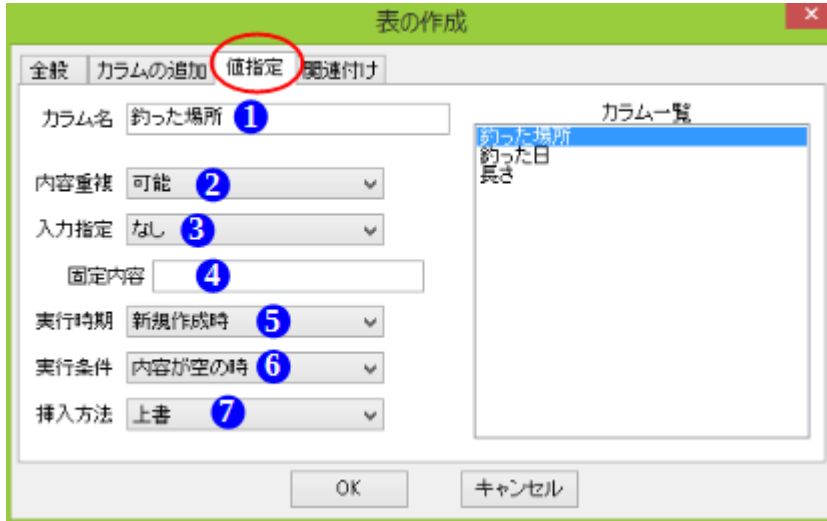 表の作成
全般 カラムの追加 値指定 関連付け
カラム名 釣った場所 1
カラム一覧
釣った場所
釣った日
長さ
内容重複 可能 2
入力指定 なし 3
固定内容 4
実行時期 新規作成時 5
実行条件 内容が空の時 6
挿入方法 上書 7
OK キャンセル